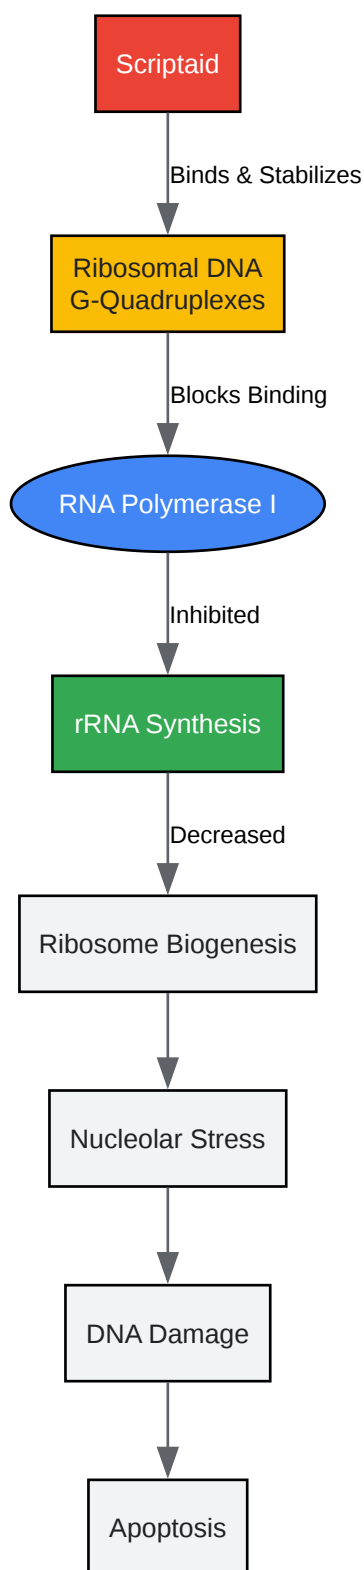 Scriptaid
Binds & Stabilizes
Ribosomal DNA
G-Quadruplexes
Blocks Binding
RNA Polymerase I
Inhibited
rRNA Synthesis
Decreased
Ribosome Biogenesis
Nucleolar Stress
DNA Damage
Apoptosis